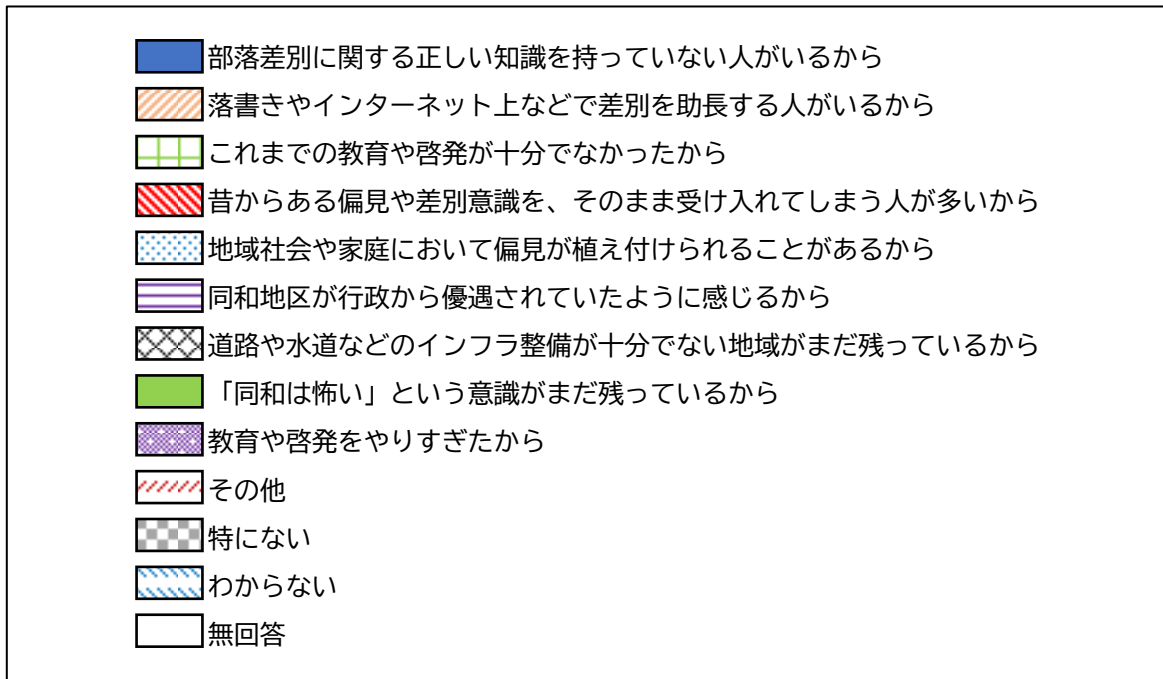 部落差別に関する正しい知識を持っていない人がいるから
落書きやインターネット上などで差別を助長する人がいるから
これまでの教育や啓発が十分でなかったから
昔からある偏見や差別意識を、そのまま受け入れてしまう人が多いから
地域社会や家庭において偏見が植え付けられることがあるから
同和地区が行政から優遇されていたように感じるから
道路や水道などのインフラ整備が十分でない地域がまだ残っているから
「同和は怖い」という意識がまだ残っているから
教育や啓発をやりすぎたから
その他
特にない
わからない
無回答